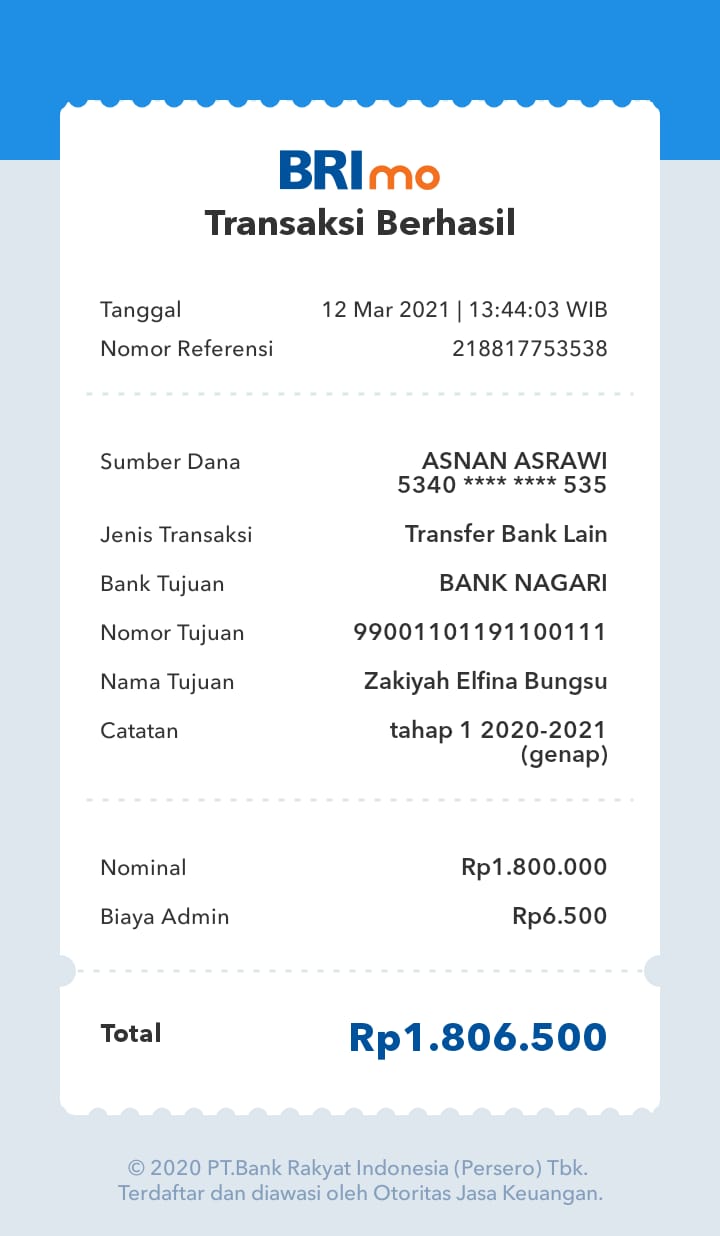 BRImo
Transaksi Berhasil
Tanggal 12 Mar 2021 | 13:44:03 WIB
Nomor Referensi 218817753538
Sumber Dana ASNAN ASRAWI
5340 **** **** 535
Jenis Transaksi Transfer Bank Lain
Bank Tujuan BANK NAGARI
Nomor Tujuan 99001101191100111
Nama Tujuan Zakiyah Elfina Bungsu
Catatan tahap 1 2020-2021
(genap)
Nominal Rp1.800.000
Biaya Admin Rp6.500
Total Rp1.806.500
© 2020 PT.Bank Rakyat Indonesia (Persero) Tbk.
Terdaftar dan diawasi oleh Otoritas Jasa Keuangan.